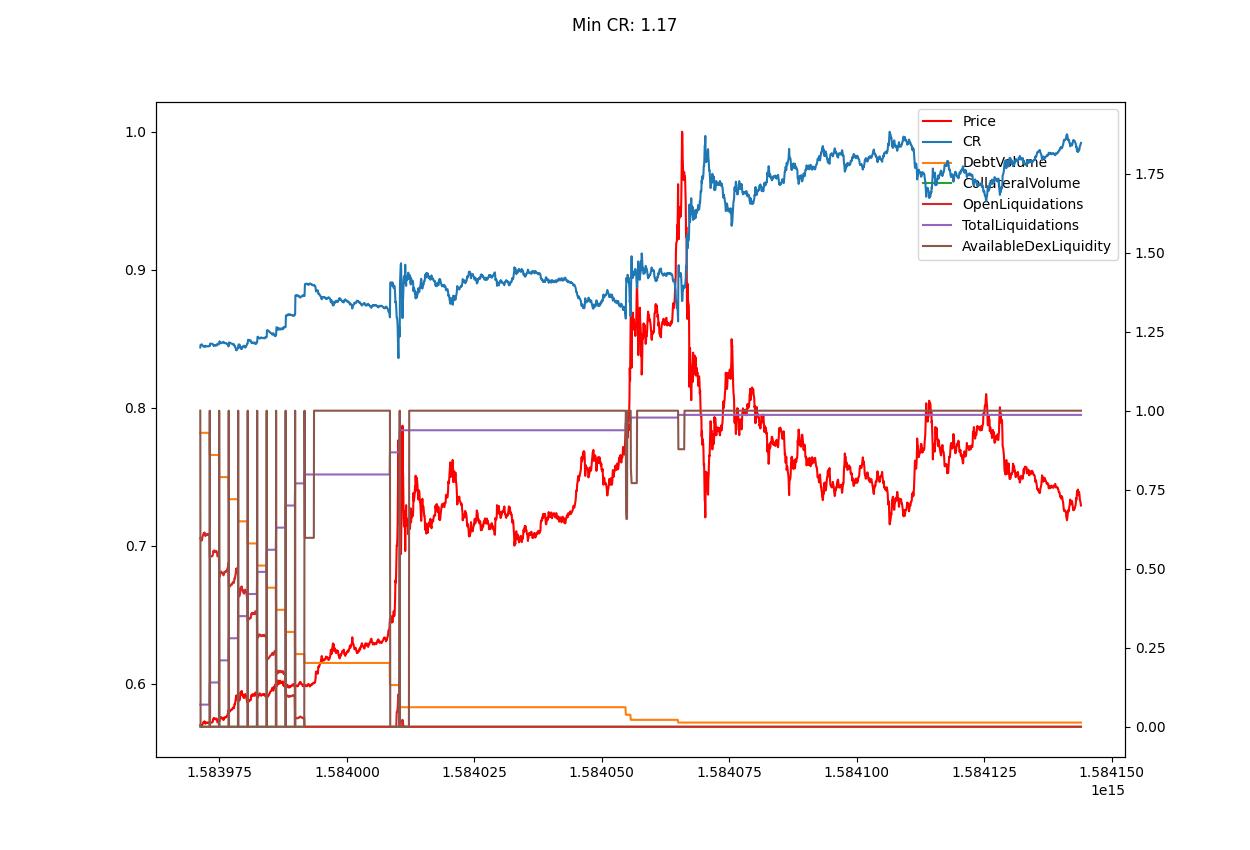 Min CR: 1.17
1.0
0.9
0.8
0.7
0.6
Price
CR
DebtVolume
CollateralVolume
OpenLiquidations
TotalLiquidations
AvailableDexLiquidity
1.75
1.50
1.25
1.00
0.75
0.50
0.25
0.00
1.583975 1.584000 1.584025 1.584050 1.584075 1.584100 1.584125 1.584150
1e15